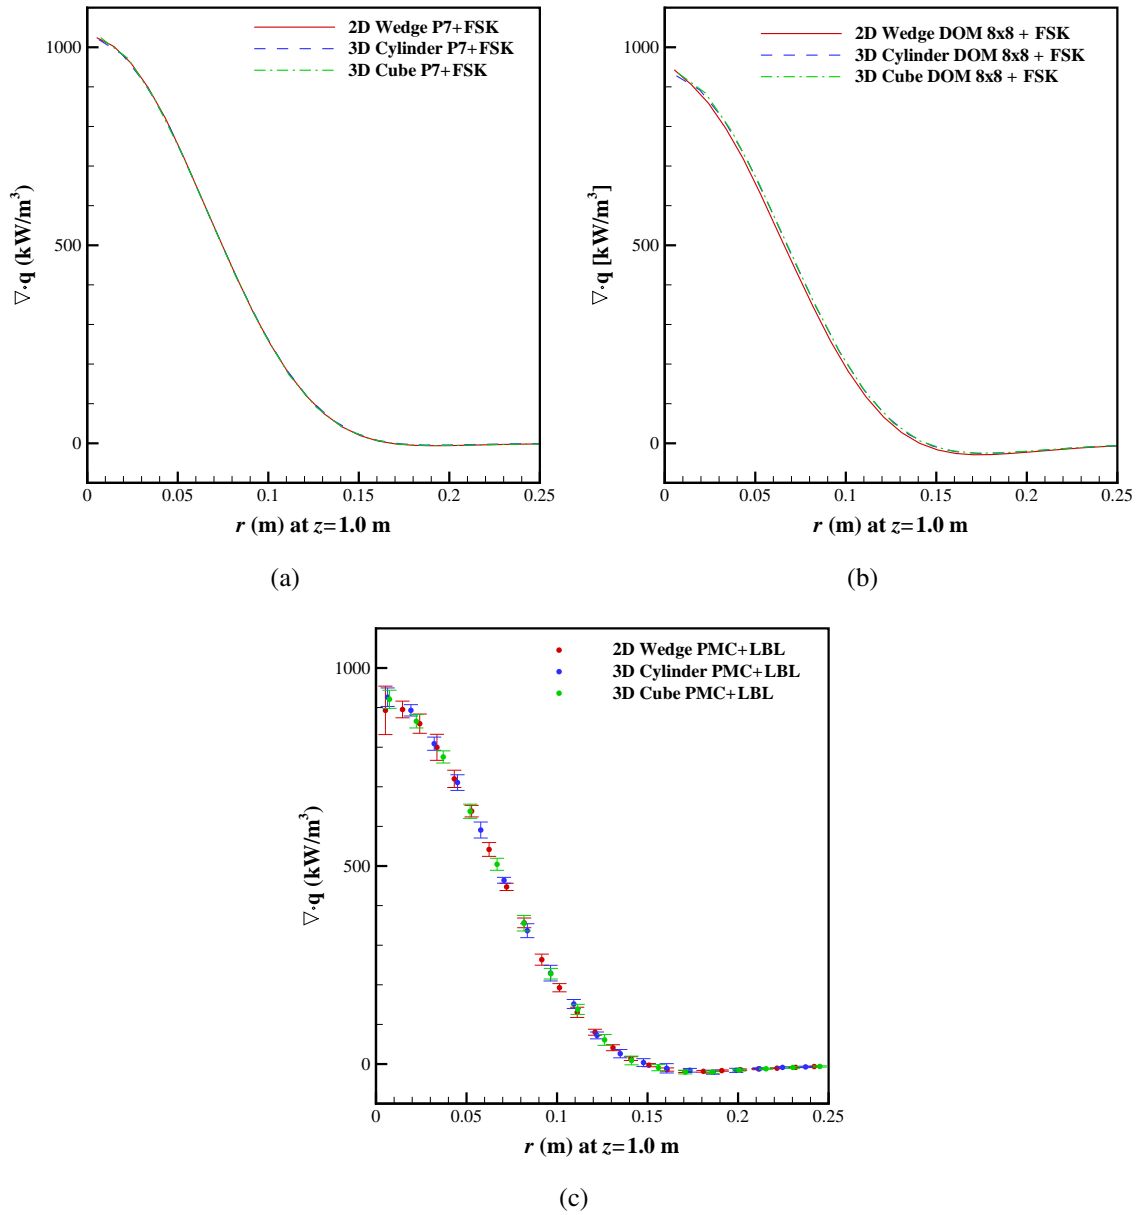 2D Wedge P7+FSK
3D Cylinder P7+FSK
3D Cube P7+FSK
1000
500
0
∇·q (kW/m³)
0 0.05 0.1 0.15 0.2 0.25
r (m) at z=1.0 m
(a)
2D Wedge DOM 8x8 + FSK
3D Cylinder DOM 8x8 + FSK
3D Cube DOM 8x8 + FSK
1000
500
0
∇·q [kW/m³]
0 0.05 0.1 0.15 0.2 0.25
r (m) at z=1.0 m
(b)
2D Wedge PMC+LBL
3D Cylinder PMC+LBL
3D Cube PMC+LBL
1000
500
0
∇·q (kW/m³)
0 0.05 0.1 0.15 0.2 0.25
r (m) at z=1.0 m
(c)